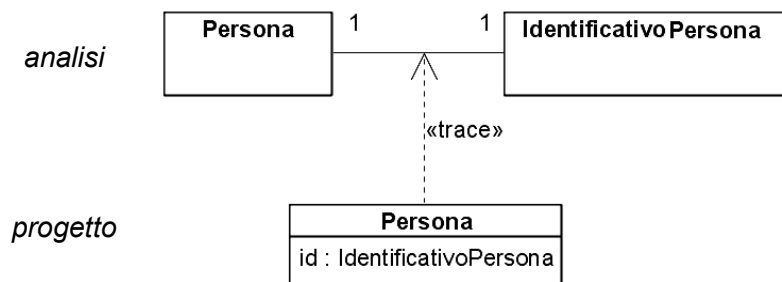 Persona
1
1
IdentificativoPersona
analisi
«trace»
progetto
Persona
id : IdentificativoPersona